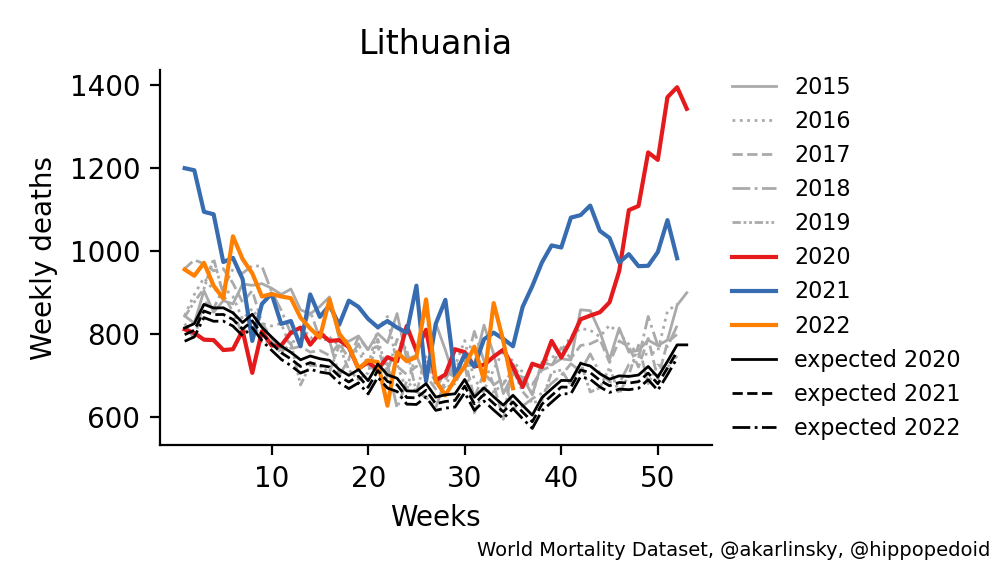 Lithuania
1400
1200
1000
800
600
Weekly deaths
10
20
30
40
50
Weeks
2015
2016
2017
2018
2019
2020
2021
2022
expected 2020
expected 2021
expected 2022
World Mortality Dataset, @akarlinsky, @hippopedoid